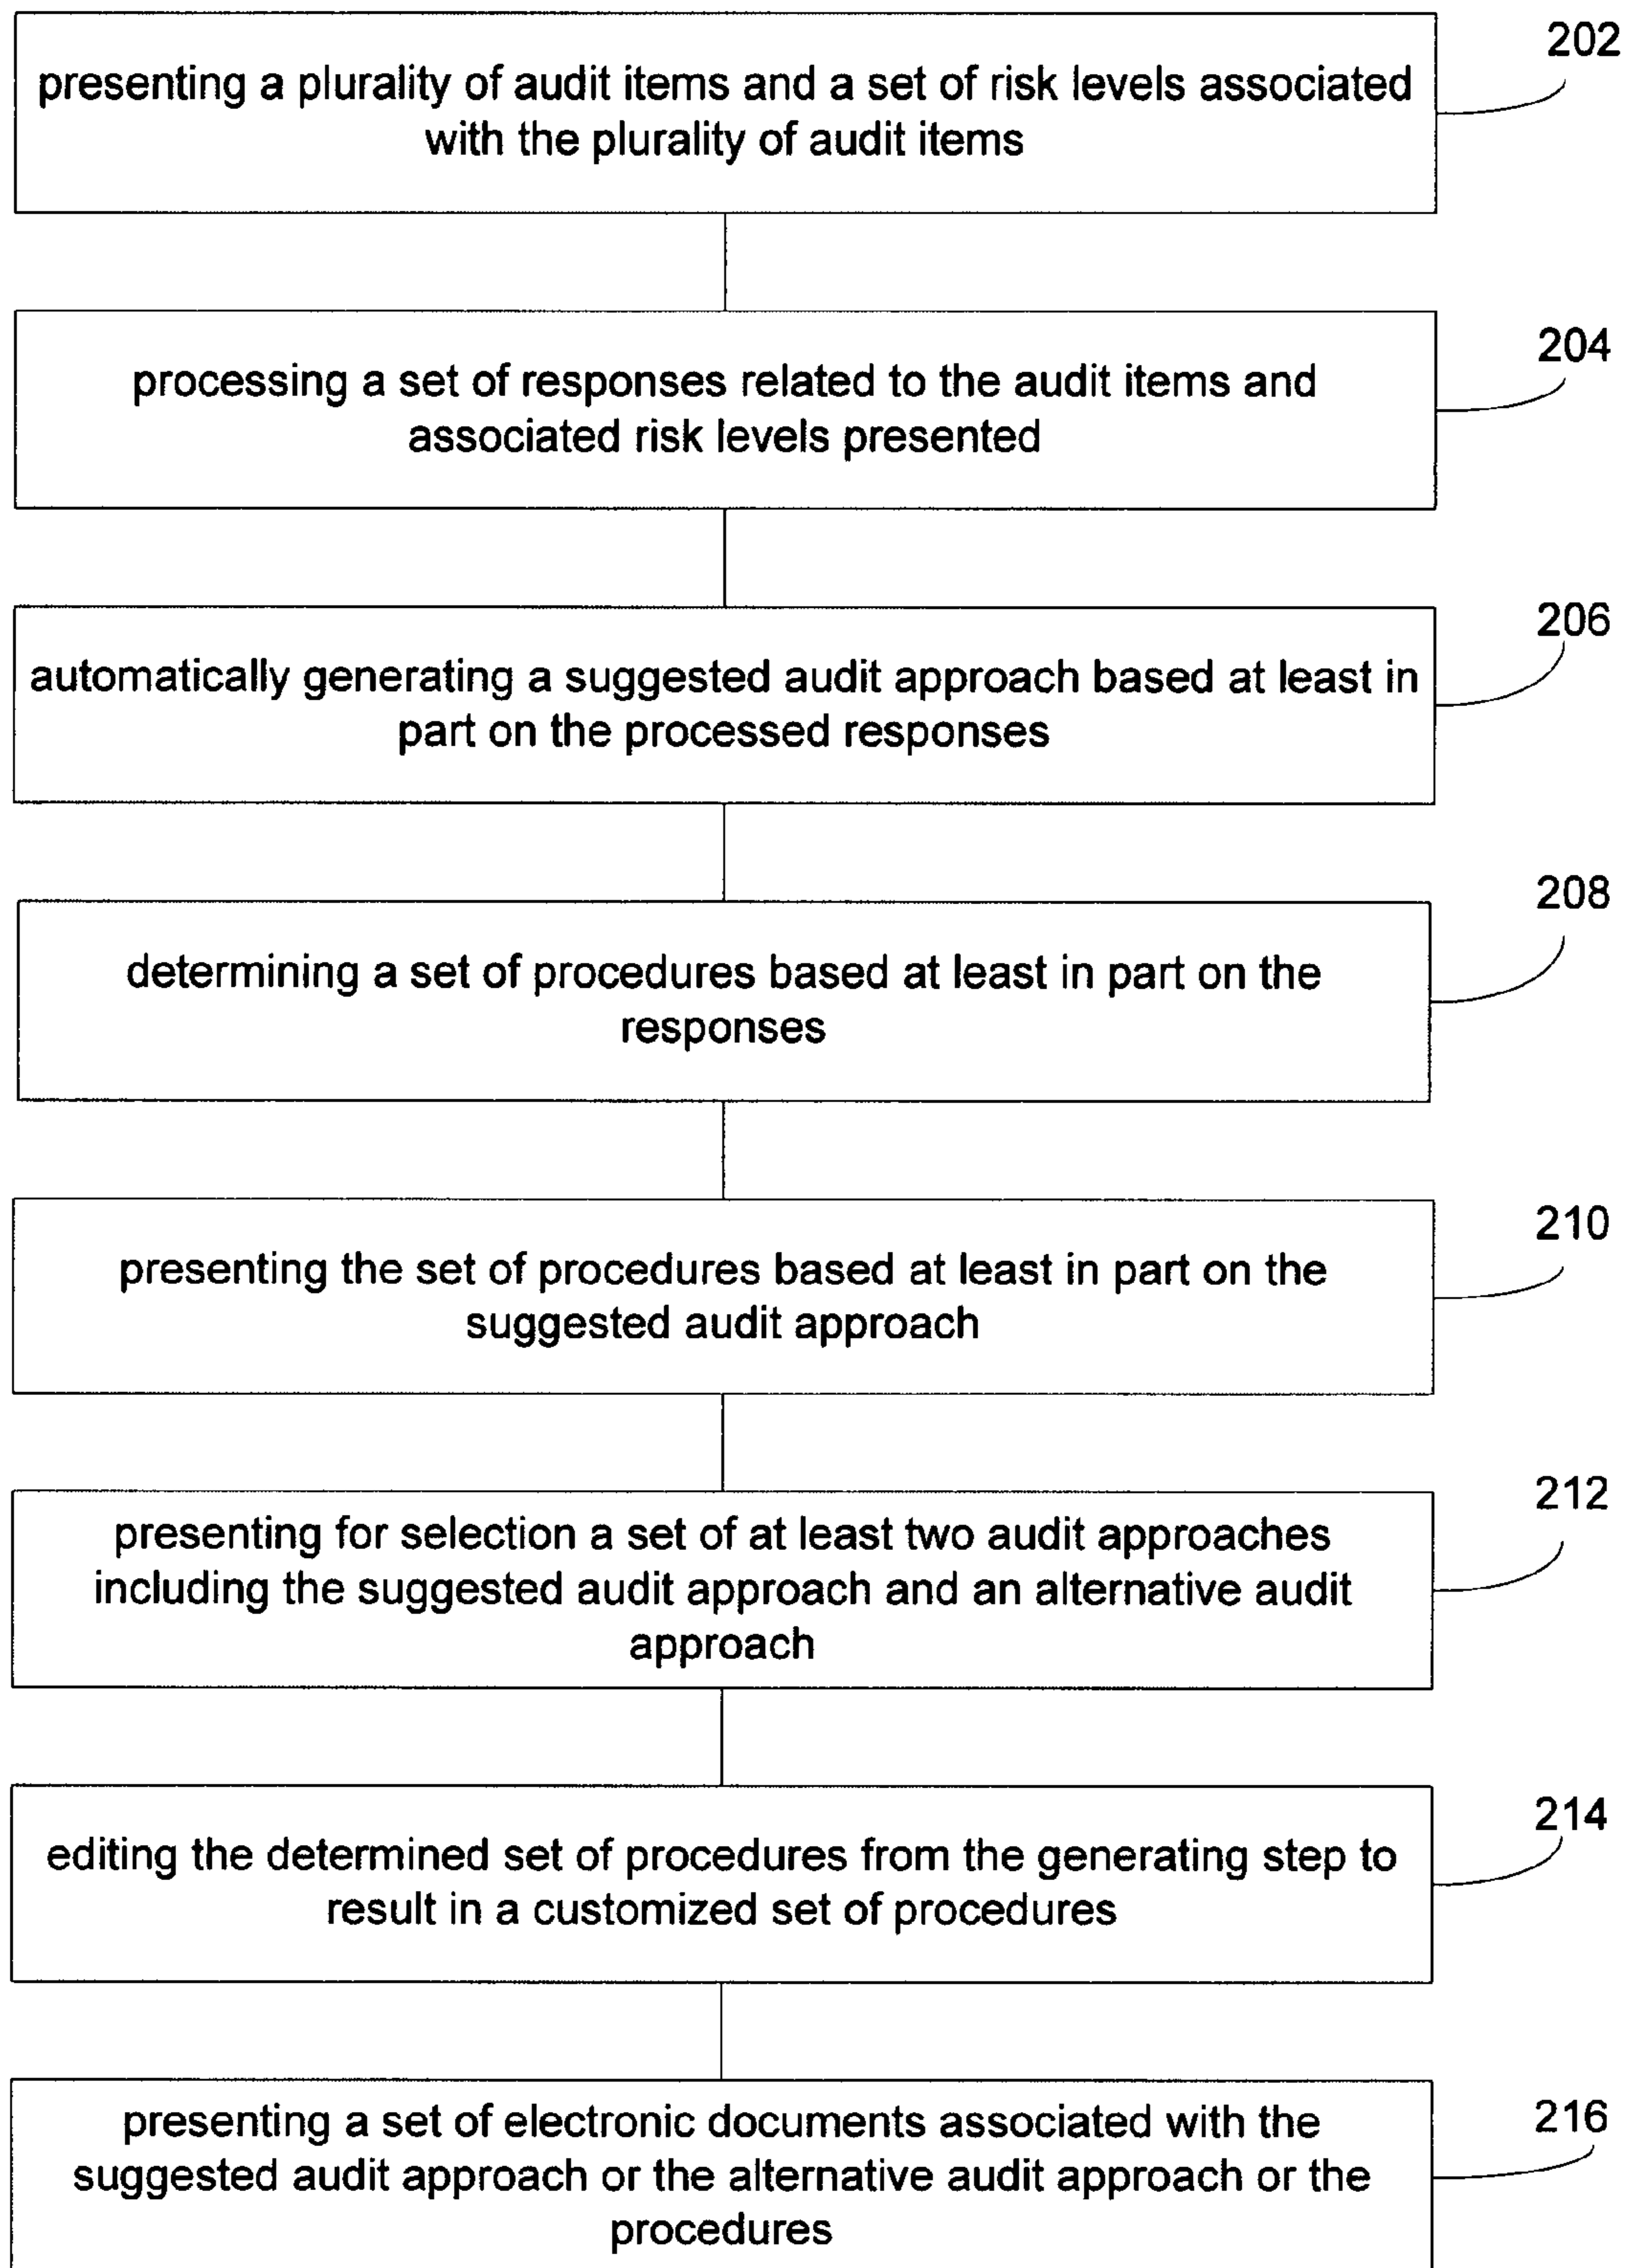 202
presenting a plurality of audit items and a set of risk levels associated
with the plurality of audit items
204
processing a set of responses related to the audit items and
associated risk levels presented
206
automatically generating a suggested audit approach based at least in
part on the processed responses
208
determining a set of procedures based at least in part on the
responses
210
presenting the set of procedures based at least in part on the
suggested audit approach
212
presenting for selection a set of at least two audit approaches
including the suggested audit approach and an alternative audit
approach
214
editing the determined set of procedures from the generating step to
result in a customized set of procedures
216
presenting a set of electronic documents associated with the
suggested audit approach or the alternative audit approach or the
procedures